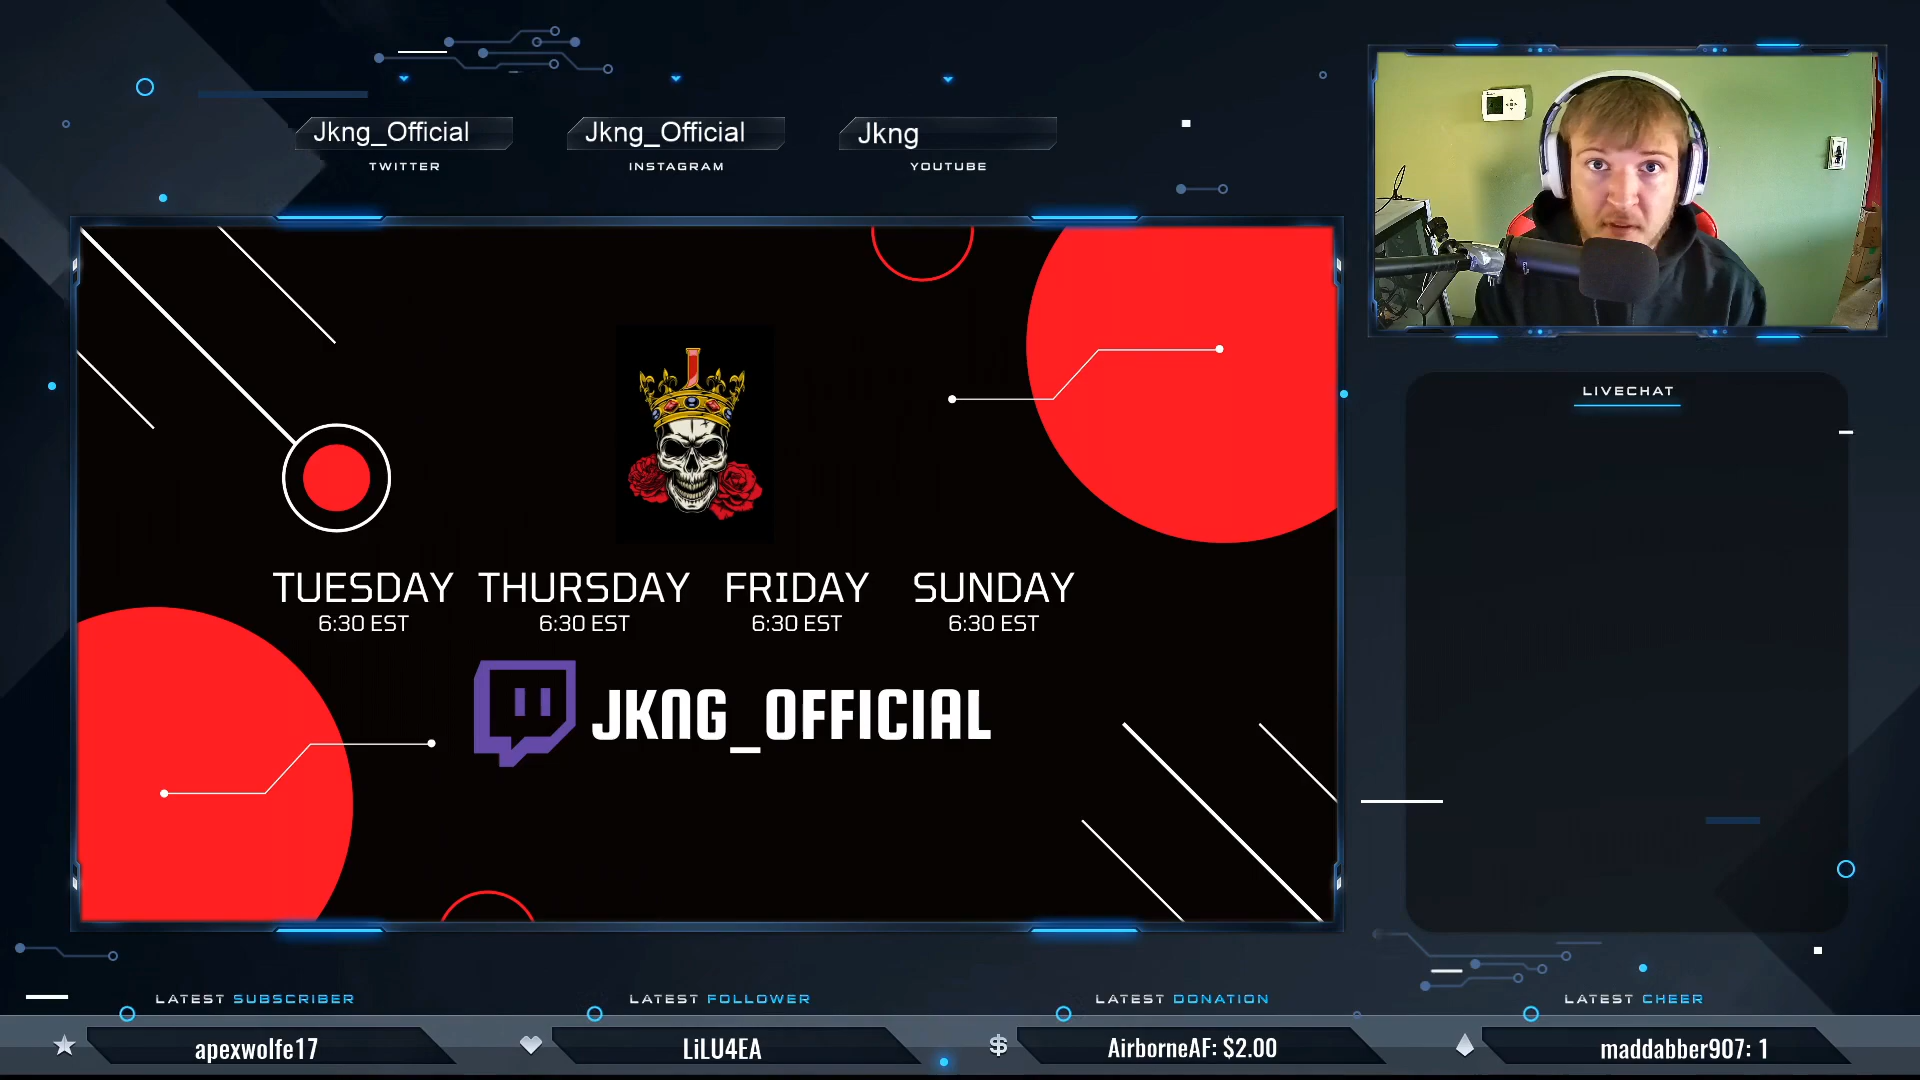 Jkng_Official
TWITTER
Jkng_Official
INSTAGRAM
Jkng
YOUTUBE
LIVECHAT
TUESDAY THURSDAY FRIDAY SUNDAY
6:30 EST 6:30 EST 6:30 EST 6:30 EST
JKNG_OFFICIAL
LATEST SUBSCRIBER
apexwolfe17
LATEST FOLLOWER
LiLU4EA
LATEST DONATION
AirborneAF: $2.00
LATEST CHEER
maddabber907: 1